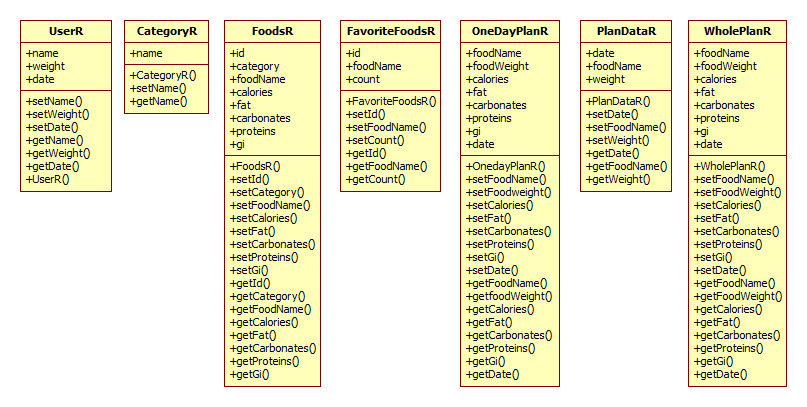 UserR
+name
+weight
+date
+setName()
+setWeight()
+setDate()
+getName()
+getWeight()
+getDate()
+UserR()
CategoryR
+name
+CategoryR()
+setName()
+getName()
FoodsR
+id
+category
+foodName
+calories
+fat
+carbonates
+proteins
+gi
+FoodsR()
+setId()
+setCategory()
+setFoodName()
+setCalories()
+setFat()
+setCarbonates()
+setProteins()
+setGi()
+getId()
+getCategory()
+getFoodName()
+getCalories()
+getFat()
+getCarbonates()
+getProteins()
+getGi()
FavoriteFoodsR
+id
+foodName
+count
+FavoriteFoodsR()
+setId()
+setFoodName()
+setCount()
+getId()
+getFoodName()
+getCount()
OneDayPlanR
+foodName
+foodWeight
+calories
+fat
+carbonates
+proteins
+gi
+date
+OnedayPlanR()
+setFoodName()
+setFoodweight()
+setCalories()
+setFat()
+setCarbonates()
+setProteins()
+setGi()
+setDate()
+getFoodName()
+getfoodWeight()
+getCalories()
+getFat()
+getCarbonates()
+getProteins()
+getGi()
+getDate()
PlanDataR
+date
+foodName
+weight
+PlanDataR()
+setDate()
+setFoodName()
+setWeight()
+getDate()
+getFoodName()
+getWeight()
WholePlanR
+foodName
+foodWeight
+calories
+fat
+carbonates
+proteins
+gi
+date
+WholePlanR()
+setFoodName()
+setFoodWeight()
+setCalories()
+setFat()
+setCarbonates()
+setProteins()
+setGi()
+setDate()
+getFoodName()
+getFoodWeight()
+getCalories()
+getFat()
+getCarbonates()
+getProteins()
+getGi()
+getDate()